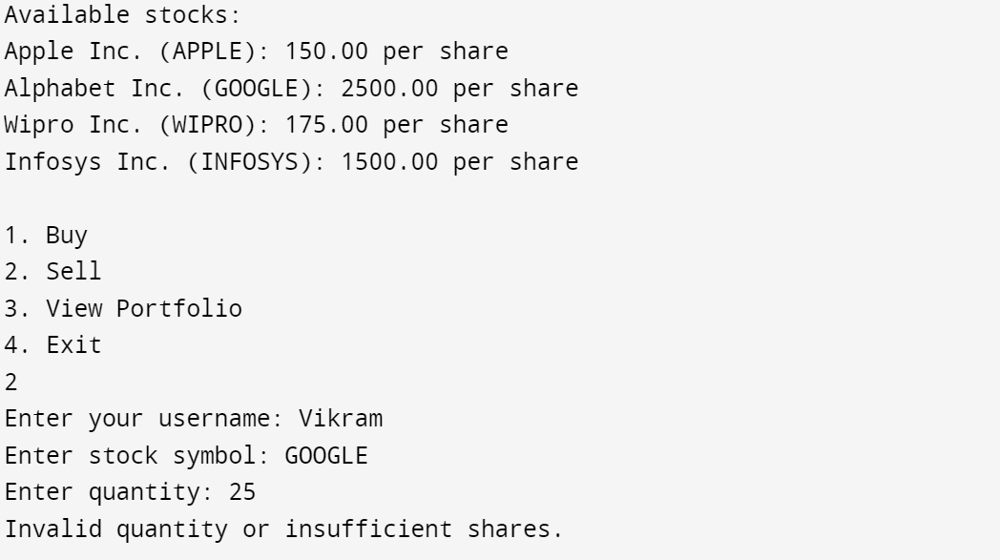 Available stocks:
Apple Inc. (APPLE): 150.00 per share
Alphabet Inc. (GOOGLE): 2500.00 per share
Wipro Inc. (WIPRO): 175.00 per share
Infosys Inc. (INFOSYS): 1500.00 per share
1. Buy
2. Sell
3. View Portfolio
4. Exit
2
Enter your username: Vikram
Enter stock symbol: GOOGLE
Enter quantity: 25
Invalid quantity or insufficient shares.